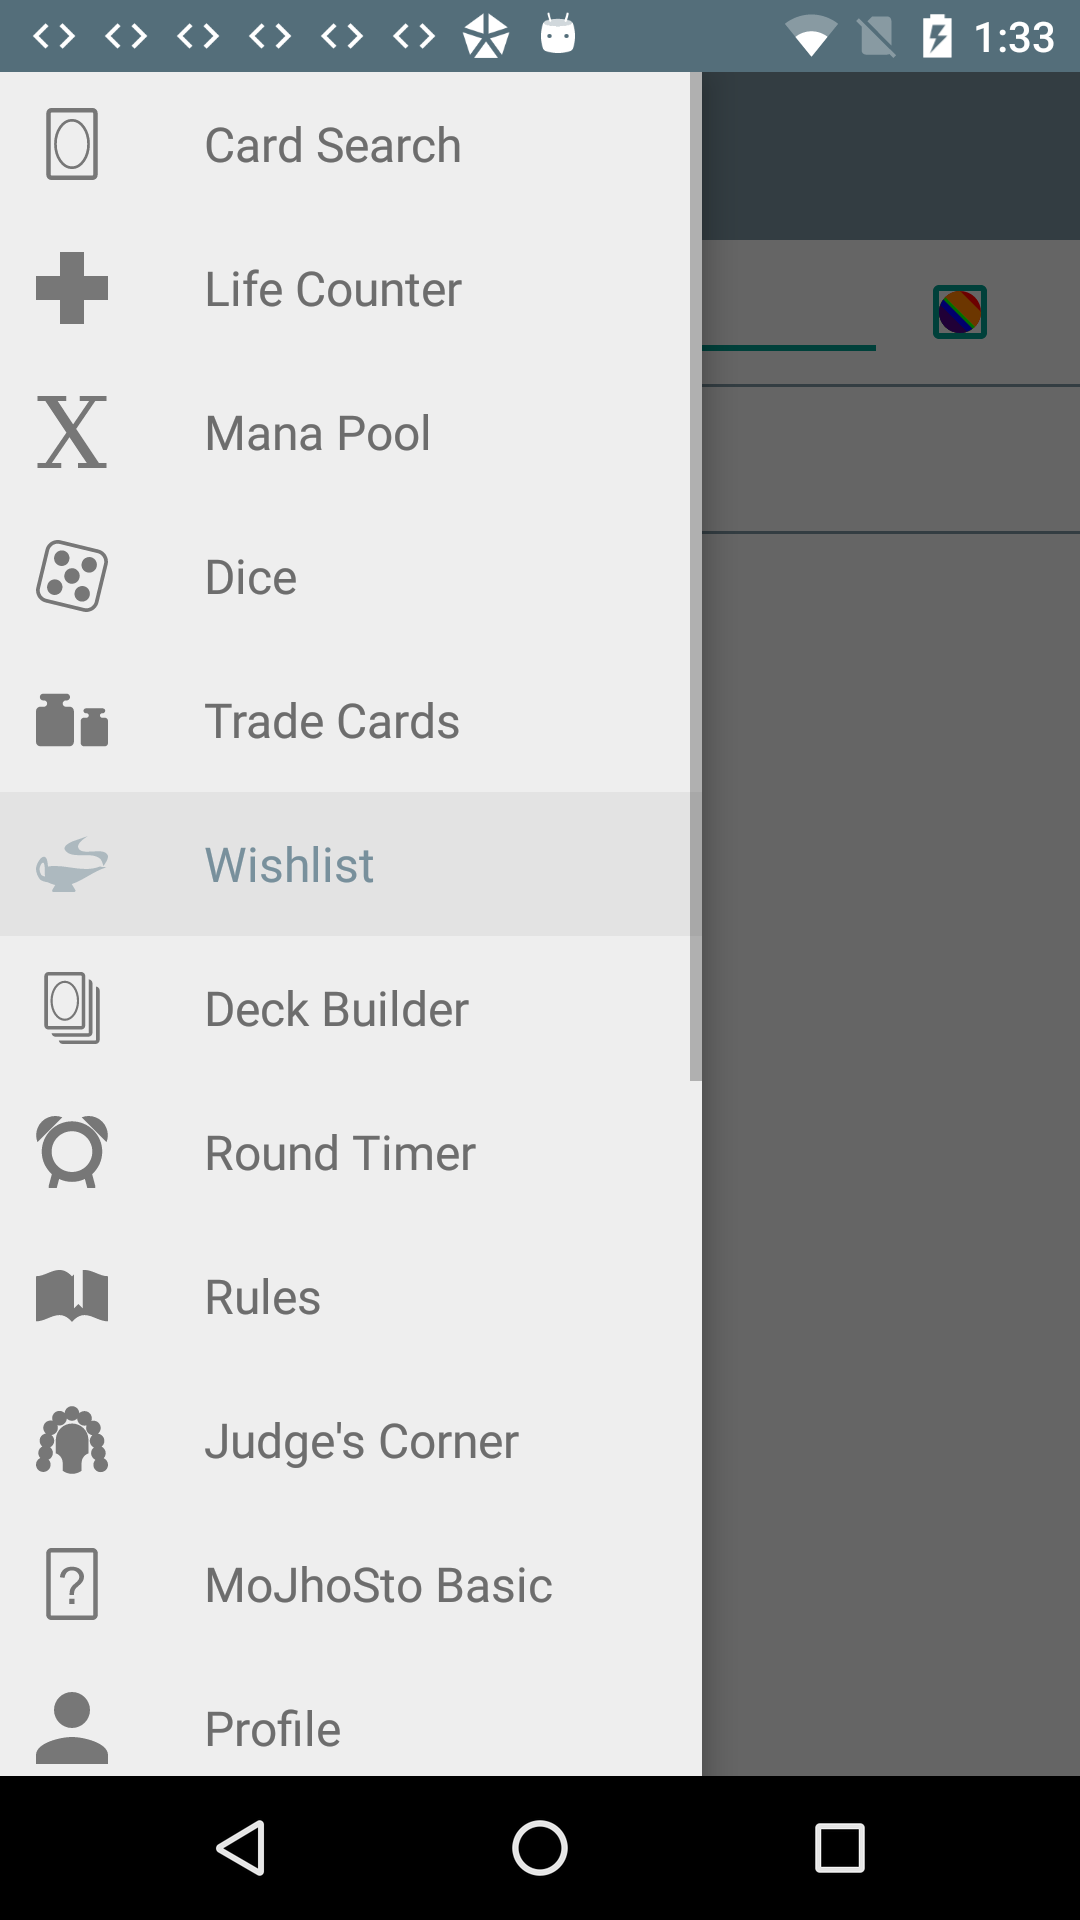 1:33
Card Search
Life Counter
X Mana Pool
Dice
Trade Cards
Wishlist
Deck Builder
Round Timer
Rules
Judge's Corner
? MoJhoSto Basic
Profile